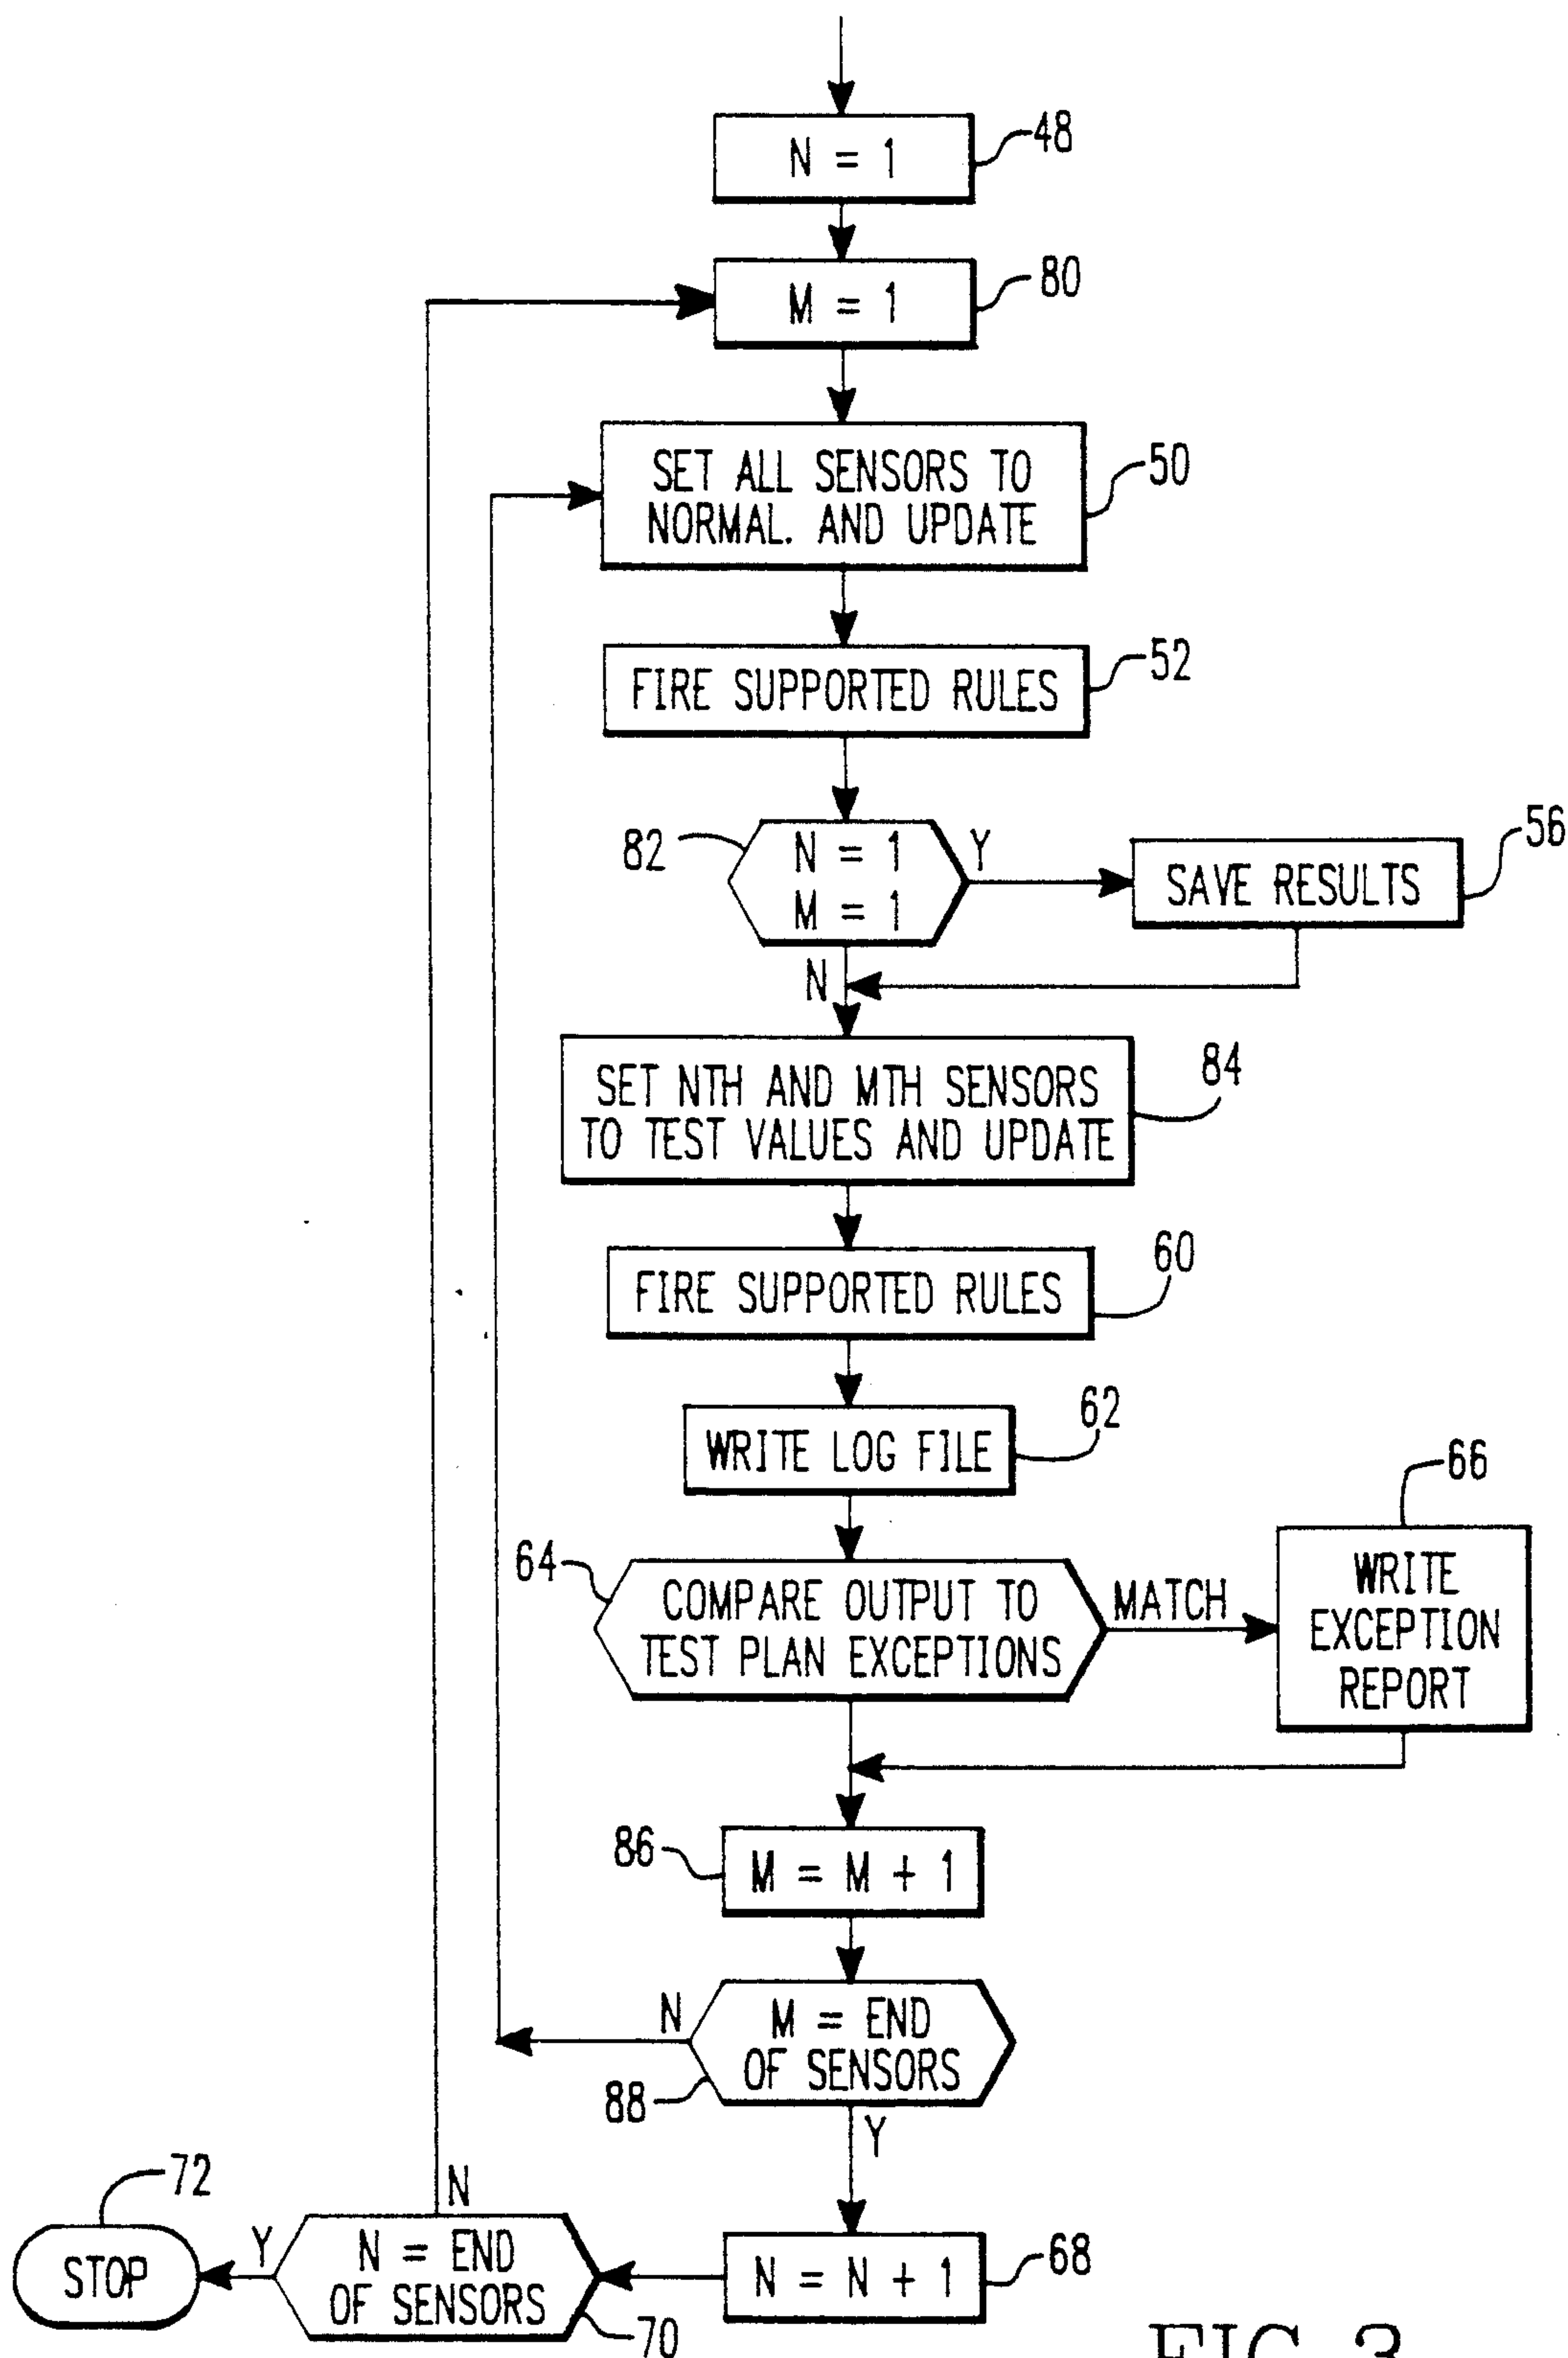 N = 1
48
M = 1
80
SET ALL SENSORS TO
NORMAL. AND UPDATE
50
FIRE SUPPORTED RULES
52
82
N = 1
M = 1
Y
SAVE RESULTS
56
N
SET NTH AND MTH SENSORS
TO TEST VALUES AND UPDATE
84
FIRE SUPPORTED RULES
60
WRITE LOG FILE
62
64
COMPARE OUTPUT TO
TEST PLAN EXCEPTIONS
MATCH
WRITE
EXCEPTION
REPORT
66
86
M = M + 1
N
M = END
OF SENSORS
88
Y
72
STOP
Y
N
N = END
OF SENSORS
70
N = N + 1
68
FIG. 3